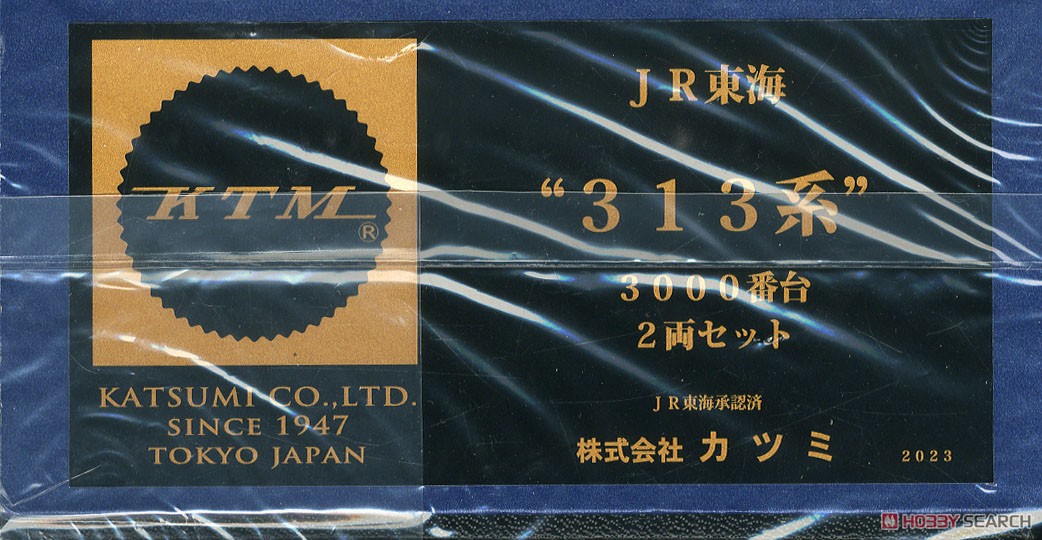 KTM
®
KATSUMI CO.,LTD.
SINCE 1947
TOKYO JAPAN
JR東海
“313系”
3000番台
2両セット
JR東海承認済
株式会社 カツミ
2023
HOBBY SEARCH